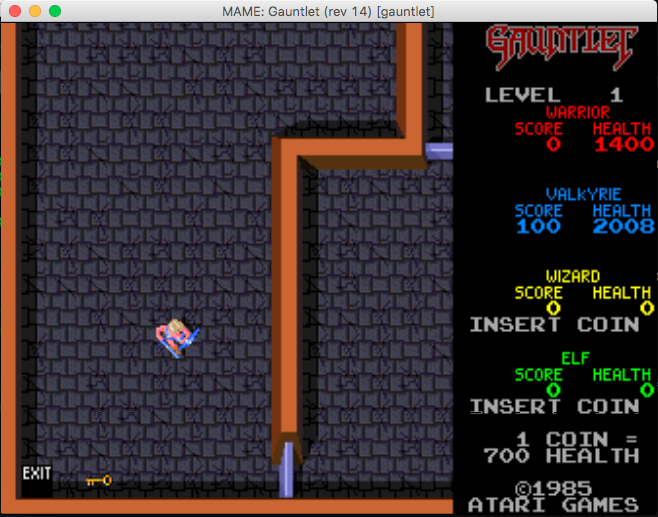 MAME: Gauntlet (rev 14) [gauntlet]
GAUNTLET
LEVEL 1
WARRIOR
SCORE HEALTH
0 1400
VALKYRIE
SCORE HEALTH
100 2008
WIZARD
SCORE HEALTH
0 0
INSERT COIN
ELF
SCORE HEALTH
0 0
INSERT COIN
1 COIN =
700 HEALTH
©1985
ATARI GAMES
EXIT